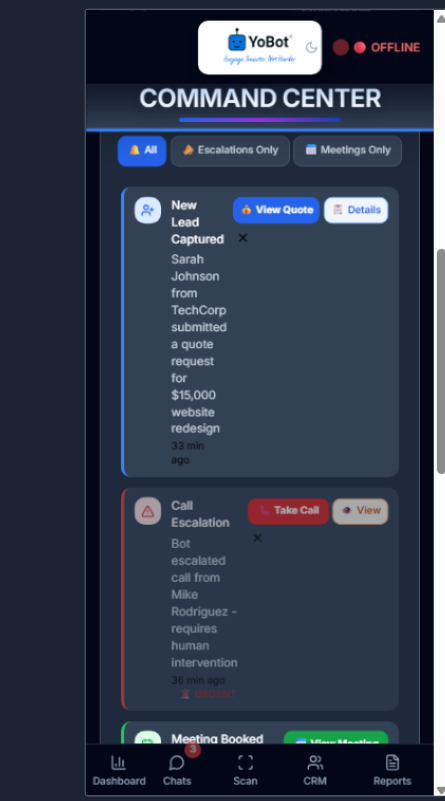 YoBot®
Engage Smarter, Not Harder
OFFLINE
COMMAND CENTER
All
Escalations Only
Meetings Only
New
Lead
Captured
View Quote
Details
Sarah
Johnson
from
TechCorp
submitted
a quote
request
for
$15,000
website
redesign
33 min
ago
Call
Escalation
Take Call
View
Bot
escalated
call from
Mike
Rodriguez -
requires
human
intervention
36 min ago
URGENT
Meeting Booked
View Meeting
3
Dashboard
Chats
Scan
CRM
Reports